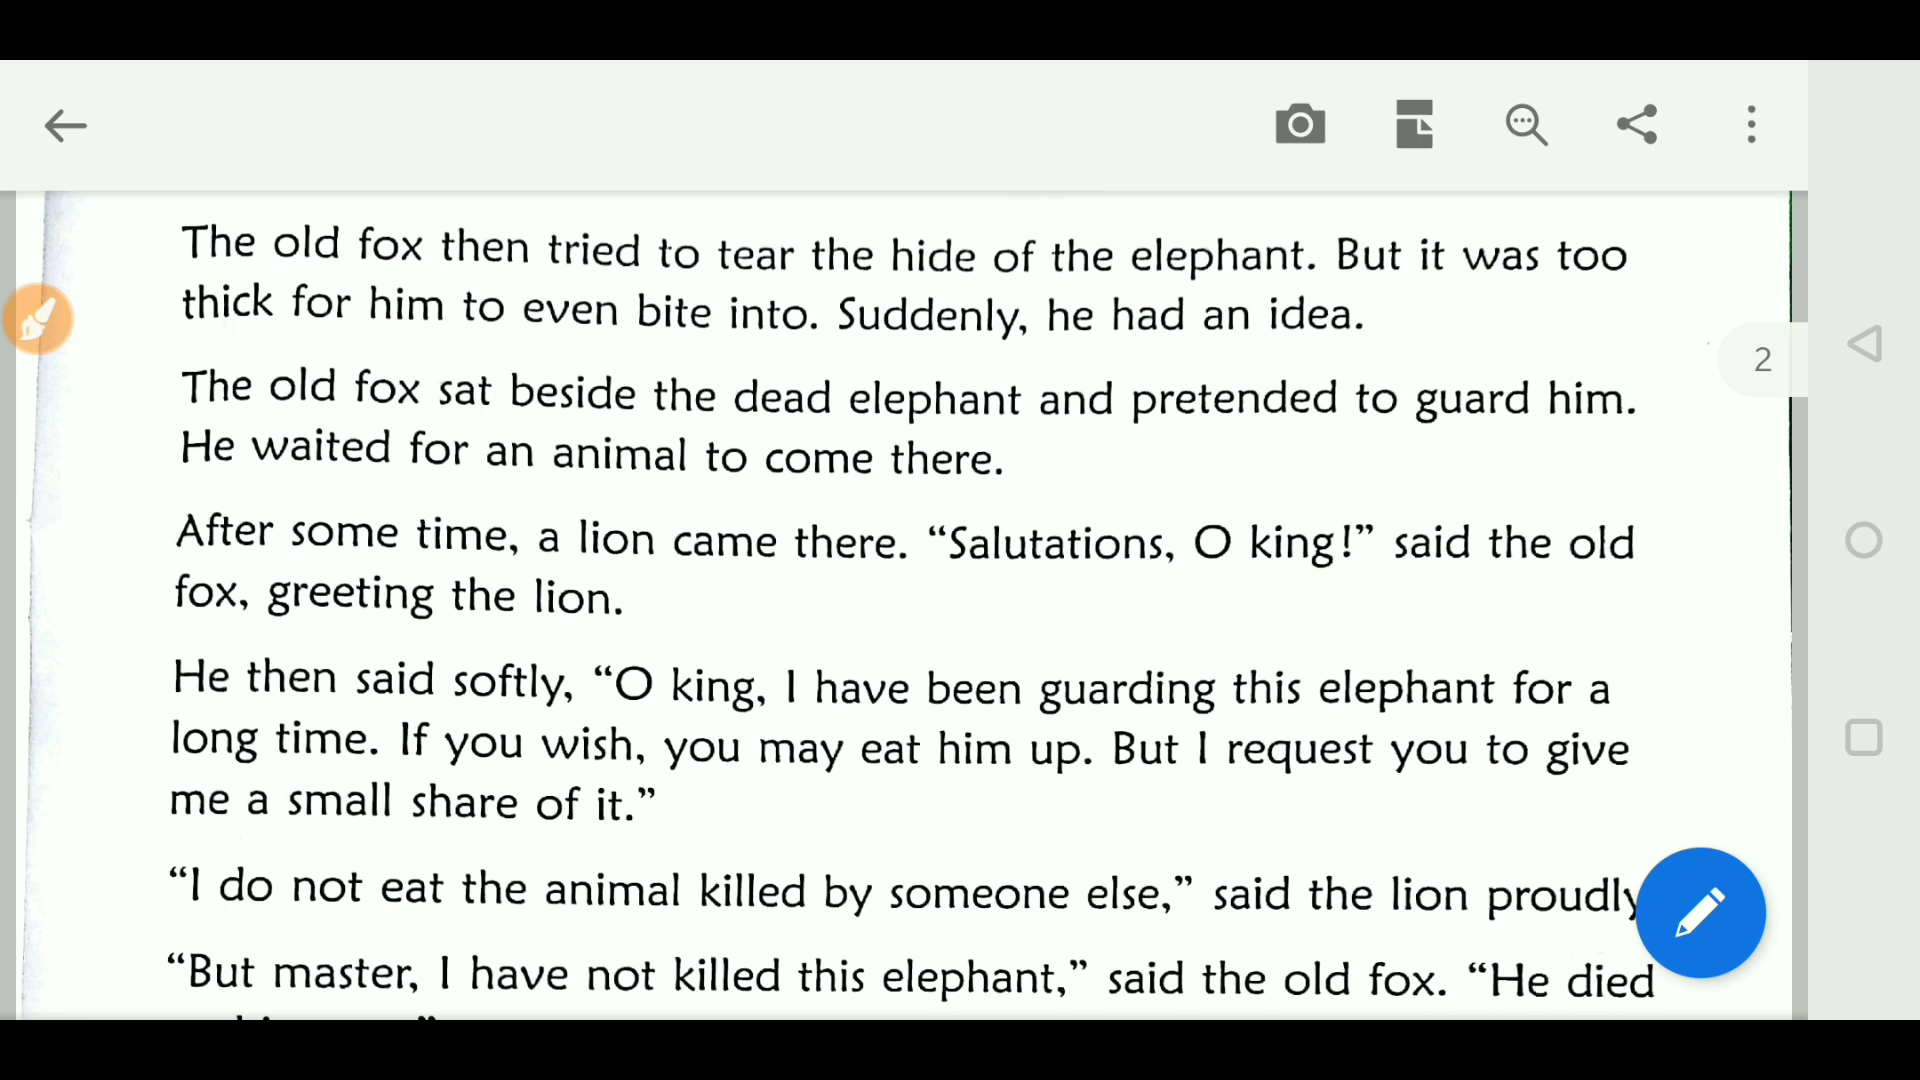 The old fox then tried to tear the hide of the elephant. But it was too
thick for him to even bite into. Suddenly, he had an idea.
2
The old fox sat beside the dead elephant and pretended to guard him.
He waited for an animal to come there.
After some time, a lion came there. “Salutations, O king!” said the old
fox, greeting the lion.
He then said softly, “O king, I have been guarding this elephant for a
long time. If you wish, you may eat him up. But I request you to give
me a small share of it.”
“I do not eat the animal killed by someone else,” said the lion proudly
“But master, I have not killed this elephant,” said the old fox. “He died